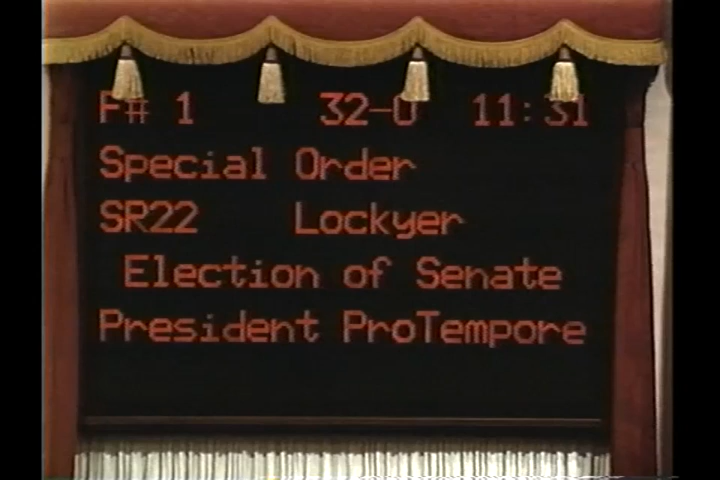 F# 1 32-0 11:31
Special Order
SR22 Lockyer
Election of Senate
President ProTempore